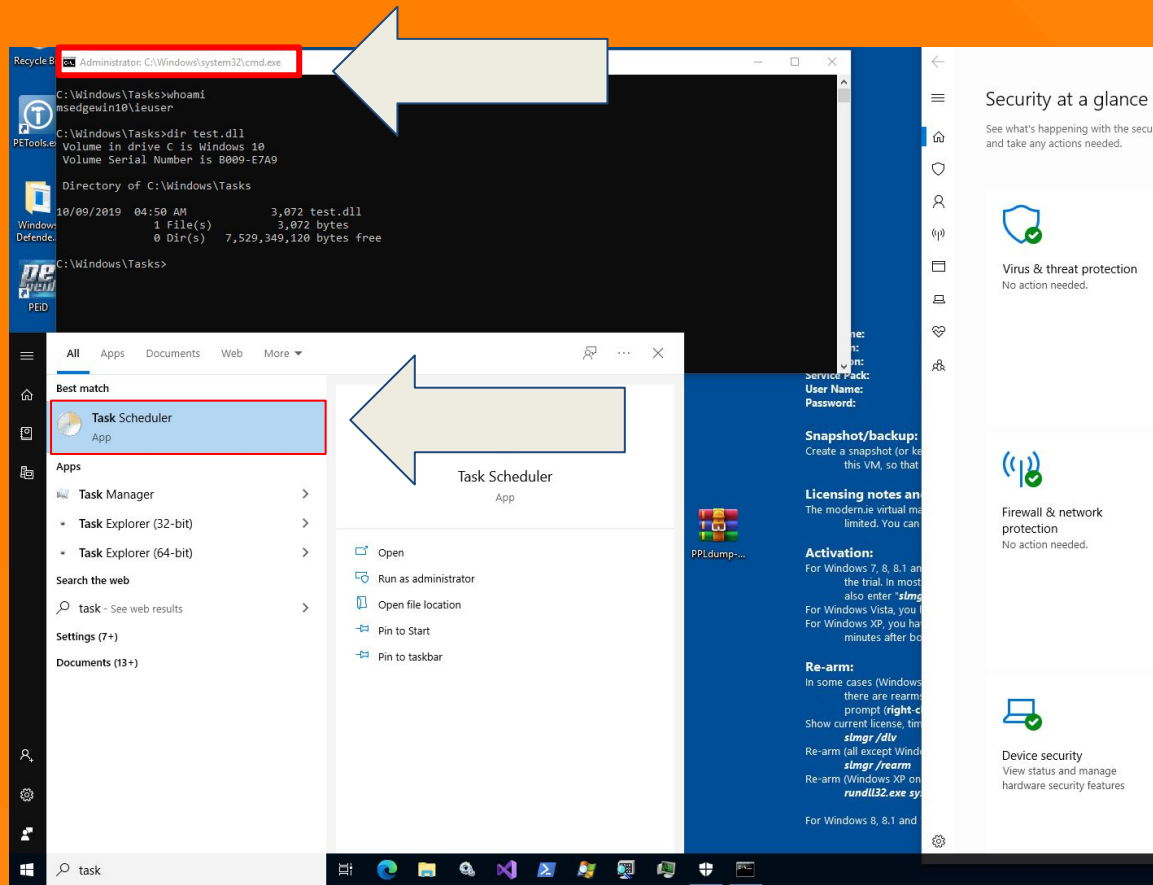 Recycle B
Administrator: C:\Windows\system32\cmd.exe
C:\Windows\Tasks>whoami
msedgewin10\ieuser
C:\Windows\Tasks>dir test.dll
Volume in drive C is Windows 10
Volume Serial Number is B009-E7A9
Directory of C:\Windows\Tasks
10/09/2019 04:50 AM 3,072 test.dll
1 File(s) 3,072 bytes
0 Dir(s) 7,529,349,120 bytes free
C:\Windows\Tasks>
PETools.ex
Windows
Defende...
PEiD
All Apps Documents Web More
Best match
Task Scheduler
App
Apps
Task Manager
Task Explorer (32-bit)
Task Explorer (64-bit)
Search the web
task - See web results
Settings (7+)
Documents (13+)
Task Scheduler
App
Open
Run as administrator
Open file location
Pin to Start
Pin to taskbar
task
PPLdump-...
ne:
n:
on:
Service Pack:
User Name:
Password:
Snapshot/backup:
Create a snapshot (or ke
this VM, so that
Licensing notes an
The modern.ie virtual ma
limited. You can
Activation:
For Windows 7, 8, 8.1 an
the trial. In most
also enter "slmg
For Windows Vista, you h
For Windows XP, you ha
minutes after bo
Re-arm:
In some cases (Windows
there are rearms
prompt (right-c
Show current license, tim
slmgr /dlv
Re-arm (all except Windo
slmgr /rearm
Re-arm (Windows XP on
rundll32.exe sy
For Windows 8, 8.1 and
Security at a glance
See what's happening with the secu
and take any actions needed.
Virus & threat protection
No action needed.
Firewall & network
protection
No action needed.
Device security
View status and manage
hardware security features